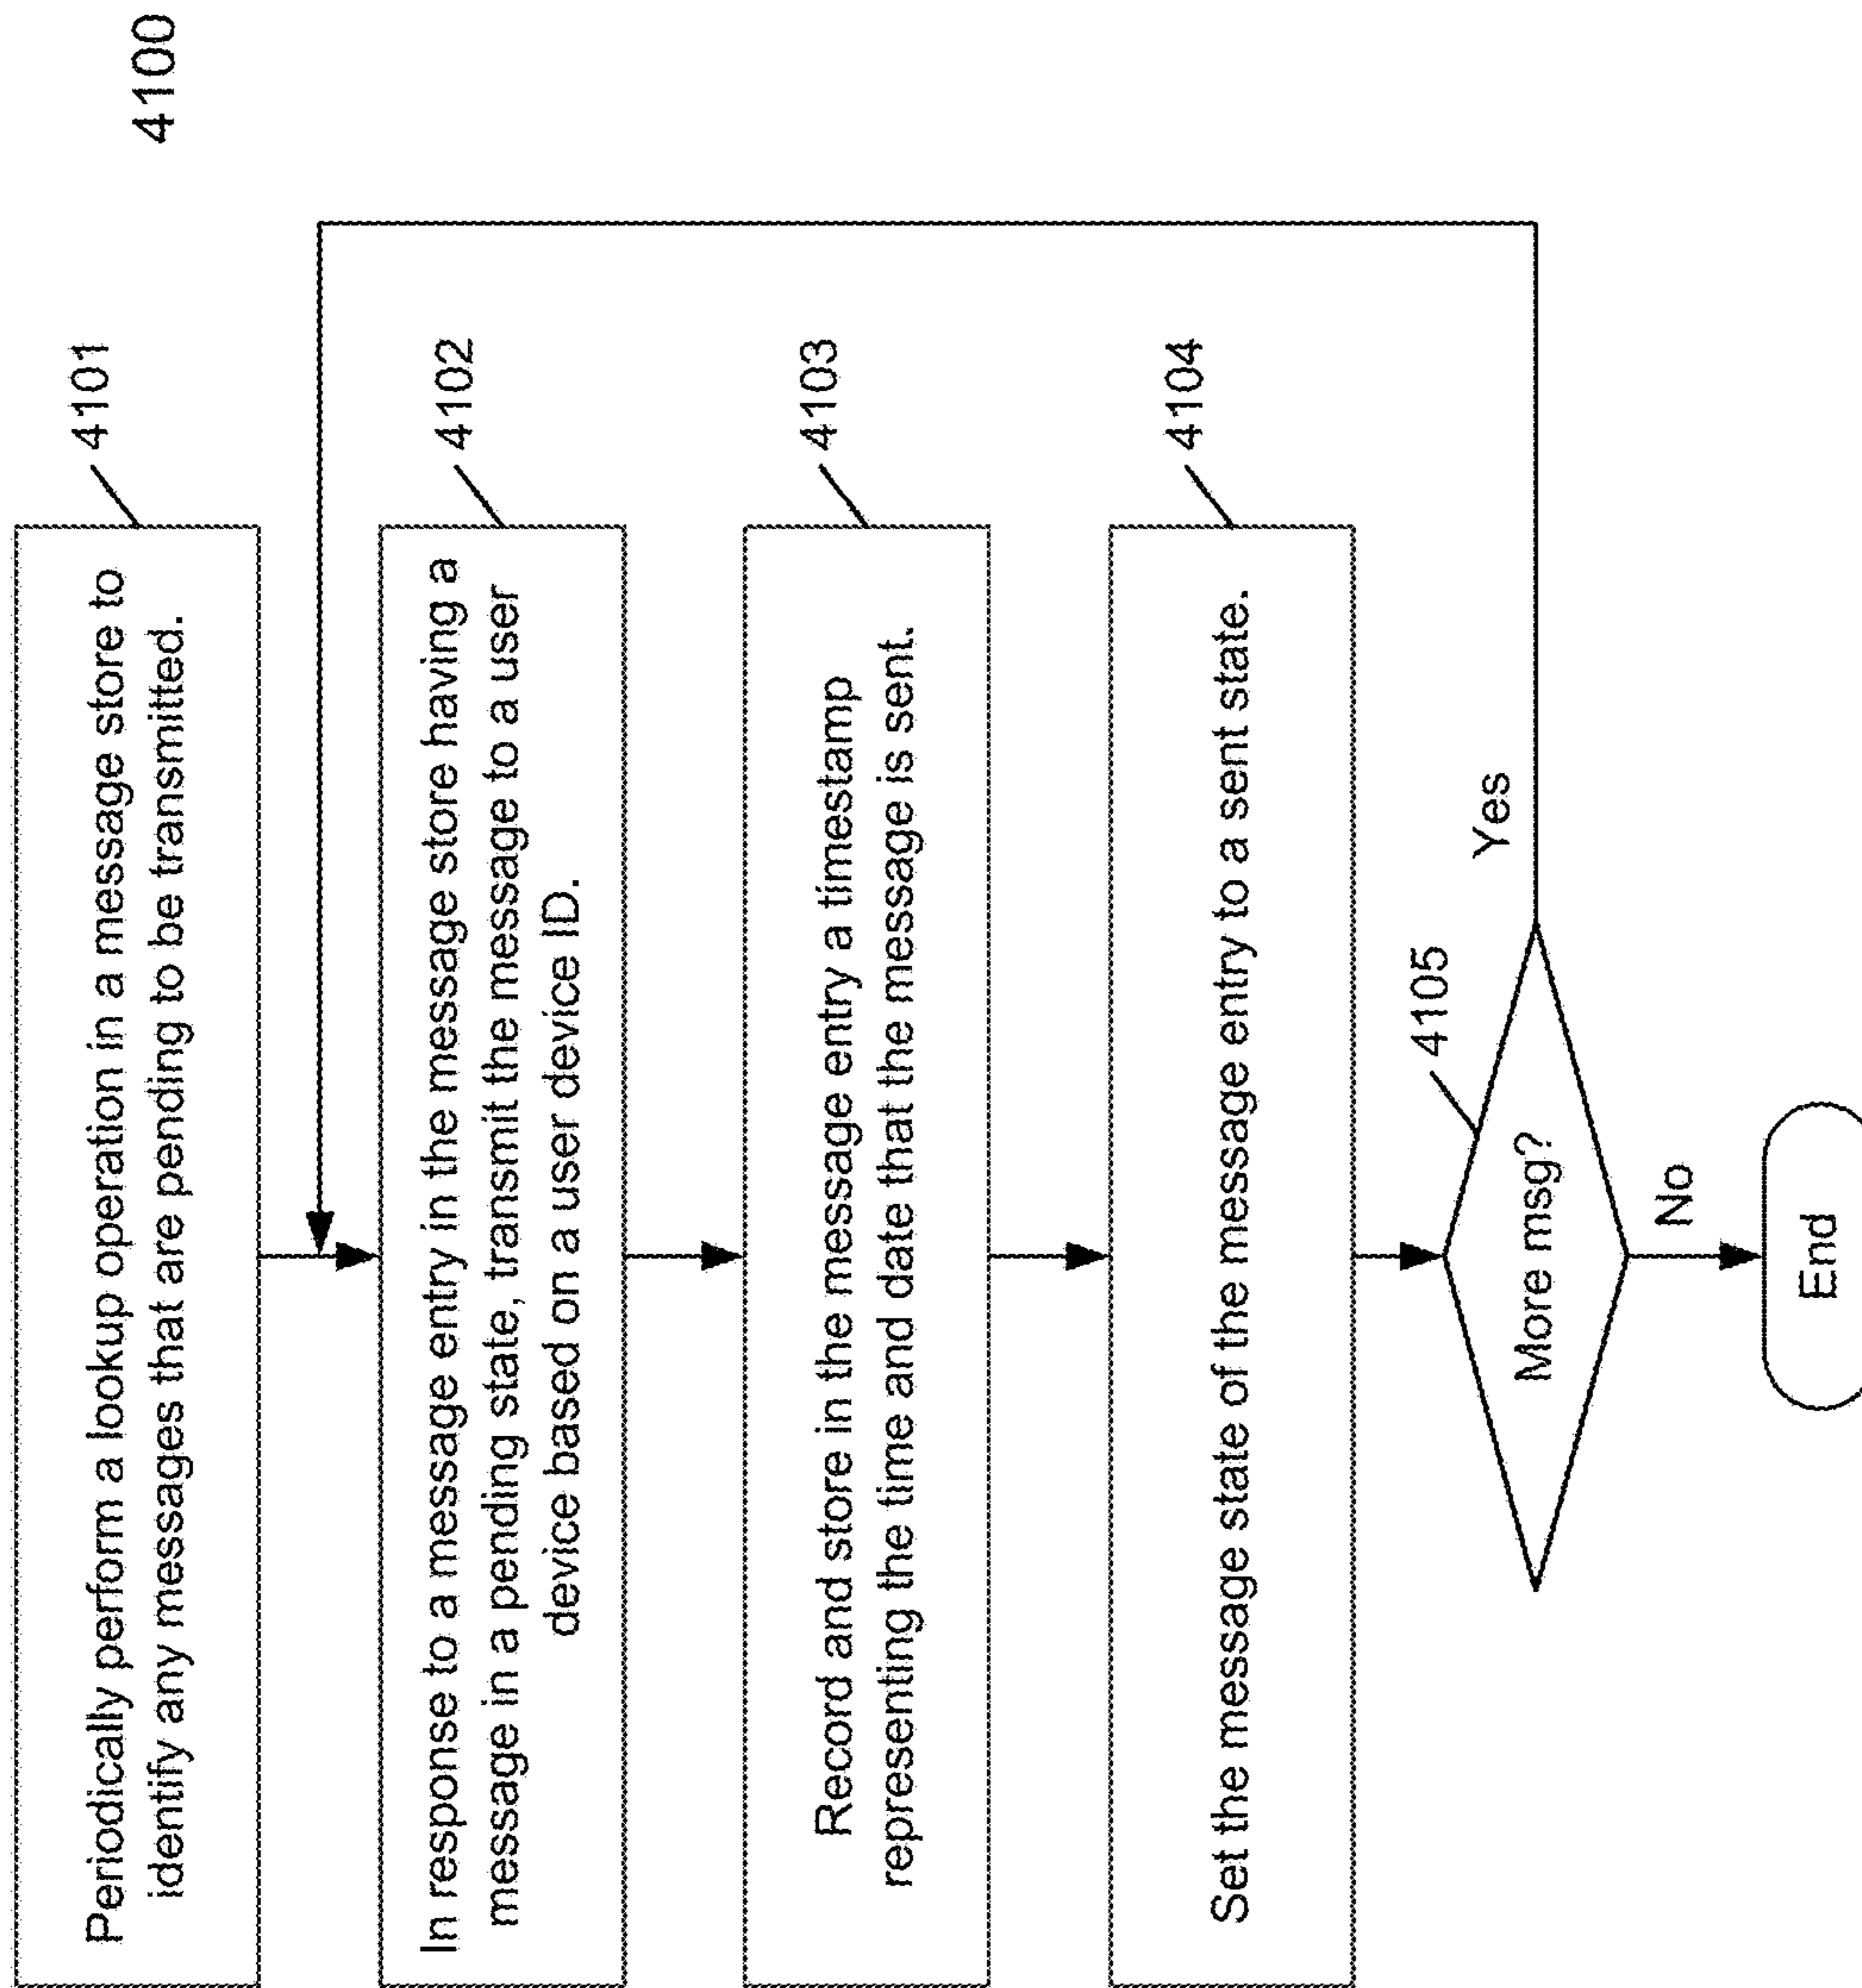 4100
4101
Periodically perform a lookup operation in a message store to
identify any messages that are pending to be transmitted.
4102
In response to a message entry in the message store having a
message in a pending state, transmit the message to a user
device based on a user device ID.
4103
Record and store in the message entry a timestamp
representing the time and date that the message is sent.
4104
Set the message state of the message entry to a sent state.
4105
More msg?
Yes
No
End